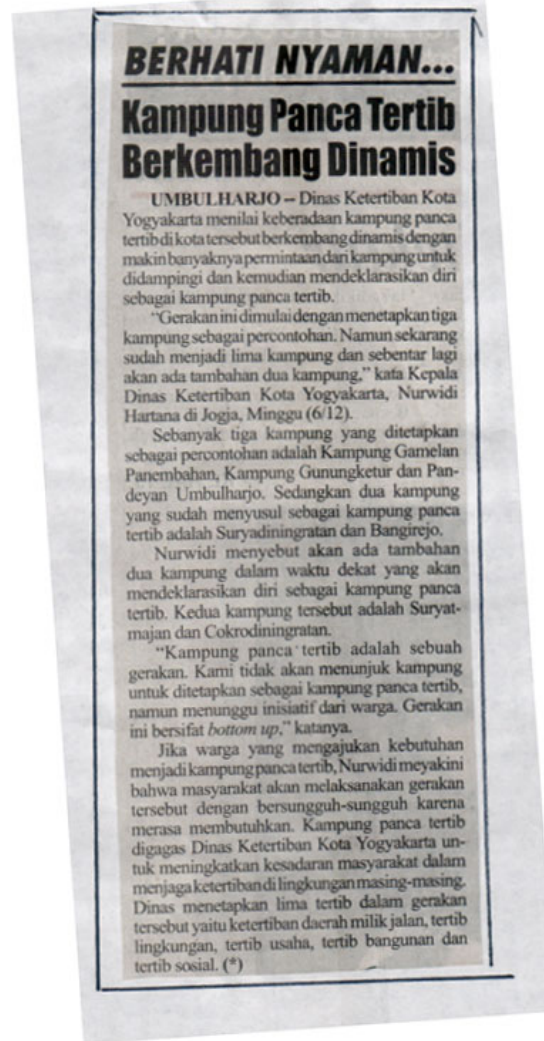 BERHATI NYAMAN...
Kampung Panca Tertib
Berkembang Dinamis
UMBULHARJO – Dinas Ketertiban Kota
Yogyakarta menilai keberadaan kampung panca
tertib di kota tersebut berkembang dinamis dengan
makin banyaknya permintaan dari kampung untuk
didampingi dan kemudian mendeklarasikan diri
sebagai kampung panca tertib.
“Gerakan ini dimulai dengan menetapkan tiga
kampung sebagai percontohan. Namun sekarang
sudah menjadi lima kampung dan sebentar lagi
akan ada tambahan dua kampung,” kata Kepala
Dinas Ketertiban Kota Yogyakarta, Nurwidi
Hartana di Jogja, Minggu (6/12).
Sebanyak tiga kampung yang ditetapkan
sebagai percontohan adalah Kampung Gamelan
Panembahan, Kampung Gunungketur dan Pan-
deyan Umbulharjo. Sedangkan dua kampung
yang sudah menyusul sebagai kampung panca
tertib adalah Suryadiningratan dan Bangirejo.
Nurwidi menyebut akan ada tambahan
dua kampung dalam waktu dekat yang akan
mendeklarasikan diri sebagai kampung panca
tertib. Kedua kampung tersebut adalah Suryat-
majan dan Cokrodiningratan.
“Kampung panca tertib adalah sebuah
gerakan. Kami tidak akan menunjuk kampung
untuk ditetapkan sebagai kampung panca tertib,
namun menunggu inisiatif dari warga. Gerakan
ini bersifat bottom up,” katanya.
Jika warga yang mengajukan kebutuhan
menjadi kampung panca tertib, Nurwidi meyakini
bahwa masyarakat akan melaksanakan gerakan
tersebut dengan bersungguh-sungguh karena
merasa membutuhkan. Kampung panca tertib
digagas Dinas Ketertiban Kota Yogyakarta un-
tuk meningkatkan kesadaran masyarakat dalam
menjaga ketertiban di lingkungan masing-masing.
Dinas menetapkan lima tertib dalam gerakan
tersebut yaitu ketertiban daerah milik jalan, tertib
lingkungan, tertib usaha, tertib bangunan dan
tertib sosial. (*)